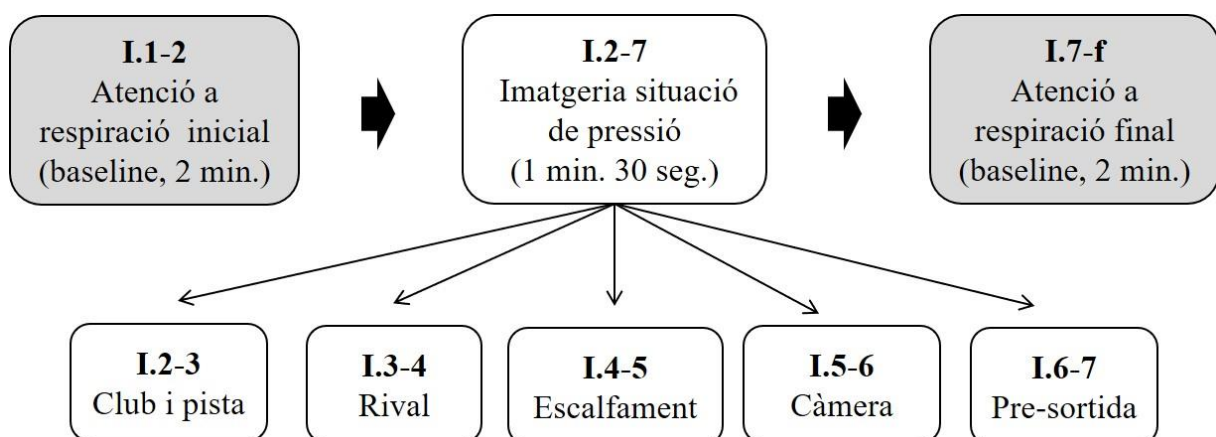 I.1-2
Atenció a
respiració inicial
(baseline, 2 min.)
I.2-7
Imatgeria situació
de pressió
(1 min. 30 seg.)
I.7-f
Atenció a
respiració final
(baseline, 2 min.)
I.2-3
Club i pista
I.3-4
Rival
I.4-5
Escalfament
I.5-6
Càmera
I.6-7
Pre-sortida